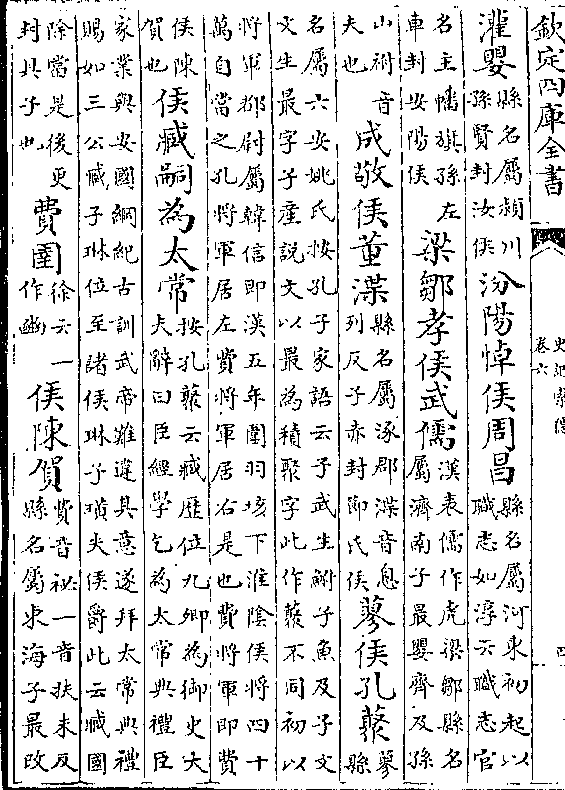 欽定四庫全書
史記索隱
卷六
四
灌嬰
縣名屬潁川
孫賢封汝侯
汾陽悼侯周昌
縣名屬河東初起以
職志如淳云職志官
名主幡旗孫左
車封安陽侯
梁鄒孝侯武儒
漢表儒作虎梁鄒縣名
屬濟南子最嬰齊及孫
山柎音
夫也
成敬侯董渫
縣名屬涿郡渫音息
列反子赤封節氏侯
蓼侯孔藂
蓼
縣
名屬六安姚氏按孔子家語云子武生鮒子魚及子文
文生最字子產説文以最為積聚字此作藂不同初以
將軍都尉屬韓信即漢五年圍羽垓下淮陰侯將四十
萬自當之孔將軍居左費將軍居右是也費將軍即費
侯陳
賀也
侯臧嗣為太常
按孔藂云臧歷位九卿為御史大
夫辭曰臣經學乞為太常典禮臣
家業與安國綱紀古訓武帝難違其意遂拜太常典禮
賜如三公臧子琳位至諸侯琳子璜失侯爵此云臧國
除當是後更
封其子也
費圉
徐云一
作幽
侯陳賀
費音祕一音扶未反
縣名屬東海子最改